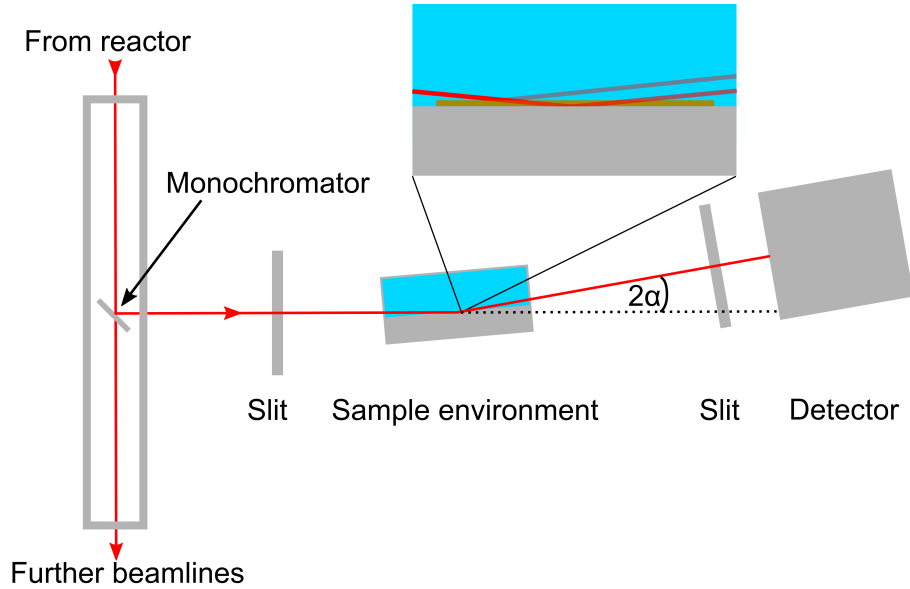 From reactor
Monochromator
2α
Slit
Sample environment
Slit
Detector
Further beamlines